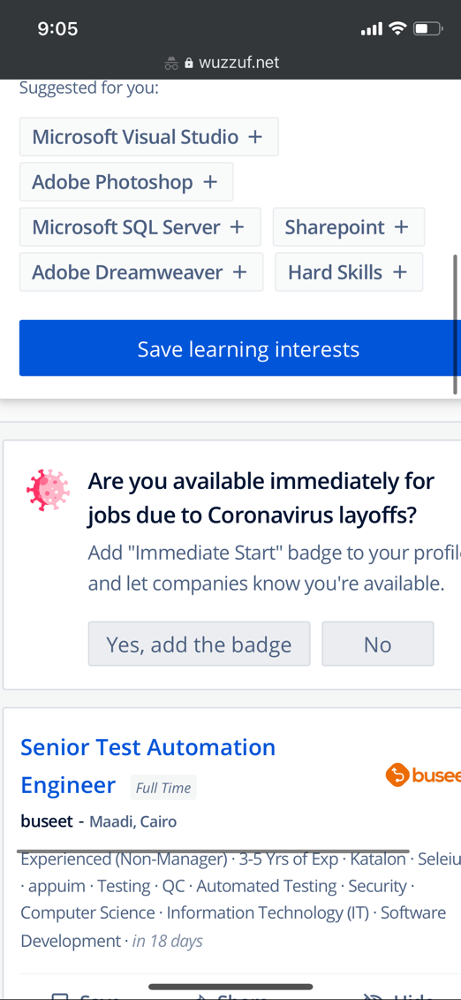 9:05
wuzzuf.net
Suggested for you:
Microsoft Visual Studio +
Adobe Photoshop +
Microsoft SQL Server + Sharepoint +
Adobe Dreamweaver + Hard Skills +
Save learning interests
Are you available immediately for
jobs due to Coronavirus layoffs?
Add "Immediate Start" badge to your profil
and let companies know you're available.
Yes, add the badge No
Senior Test Automation
Engineer Full Time
busee
buseet - Maadi, Cairo
Experienced (Non-Manager) · 3-5 Yrs of Exp · Katalon · Seleiu
· appuim · Testing · QC · Automated Testing · Security ·
Computer Science · Information Technology (IT) · Software
Development · in 18 days
Save Share Hide